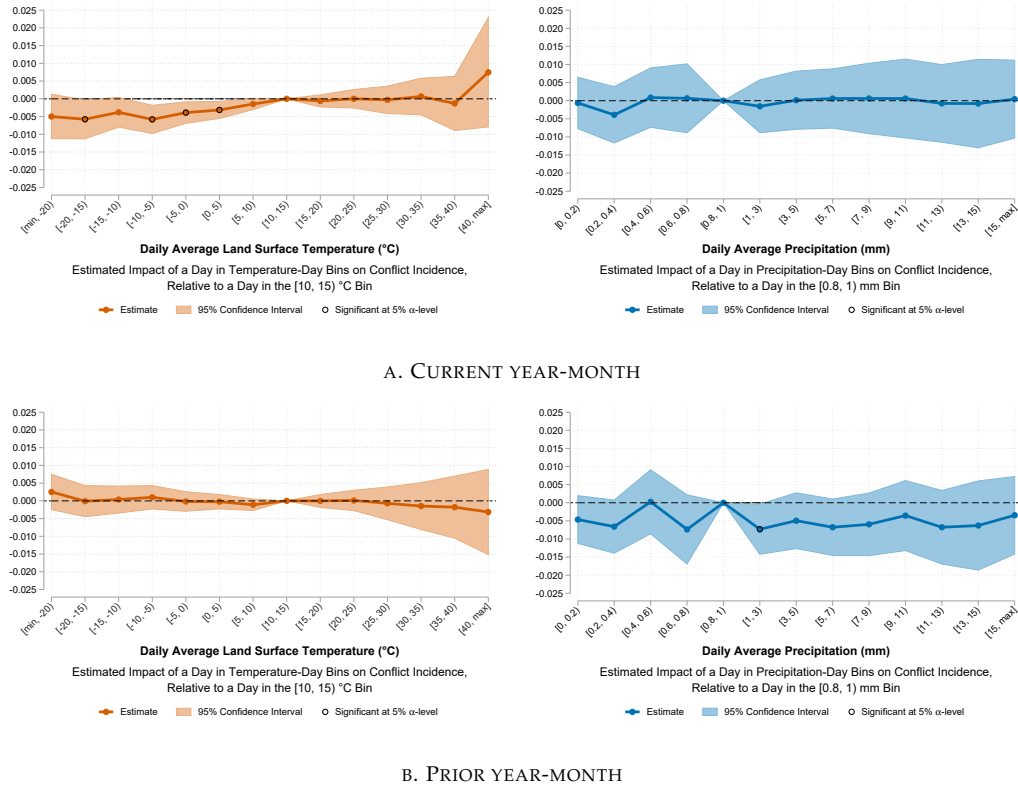 0.025
0.020
0.015
0.010
0.005
0.000
-0.005
-0.010
-0.015
-0.020
-0.025
[min, -20)
[-20, -15)
[-15, -10)
[-10, -5)
[-5, 0)
[0, 5)
[5, 10)
[10, 15)
[15, 20)
[20, 25)
[25, 30)
[30, 35)
[35, 40)
[40, max]
Daily Average Land Surface Temperature (°C)
Estimated Impact of a Day in Temperature-Day Bins on Conflict Incidence,
Relative to a Day in the [10, 15) °C Bin
Estimate
95% Confidence Interval
Significant at 5% α-level
0.025
0.020
0.015
0.010
0.005
0.000
-0.005
-0.010
-0.015
-0.020
-0.025
[0, 0.2)
[0.2, 0.4)
[0.4, 0.6)
[0.6, 0.8)
[0.8, 1)
[1, 3)
[3, 5)
[5, 7)
[7, 9)
[9, 11)
[11, 13)
[13, 15)
[15, max]
Daily Average Precipitation (mm)
Estimated Impact of a Day in Precipitation-Day Bins on Conflict Incidence,
Relative to a Day in the [0.8, 1) mm Bin
Estimate
95% Confidence Interval
Significant at 5% α-level
A. CURRENT YEAR-MONTH
0.025
0.020
0.015
0.010
0.005
0.000
-0.005
-0.010
-0.015
-0.020
-0.025
[min, -20)
[-20, -15)
[-15, -10)
[-10, -5)
[-5, 0)
[0, 5)
[5, 10)
[10, 15)
[15, 20)
[20, 25)
[25, 30)
[30, 35)
[35, 40)
[40, max]
Daily Average Land Surface Temperature (°C)
Estimated Impact of a Day in Temperature-Day Bins on Conflict Incidence,
Relative to a Day in the [10, 15) °C Bin
Estimate
95% Confidence Interval
Significant at 5% α-level
0.025
0.020
0.015
0.010
0.005
0.000
-0.005
-0.010
-0.015
-0.020
-0.025
[0, 0.2)
[0.2, 0.4)
[0.4, 0.6)
[0.6, 0.8)
[0.8, 1)
[1, 3)
[3, 5)
[5, 7)
[7, 9)
[9, 11)
[11, 13)
[13, 15)
[15, max]
Daily Average Precipitation (mm)
Estimated Impact of a Day in Precipitation-Day Bins on Conflict Incidence,
Relative to a Day in the [0.8, 1) mm Bin
Estimate
95% Confidence Interval
Significant at 5% α-level
B. PRIOR YEAR-MONTH